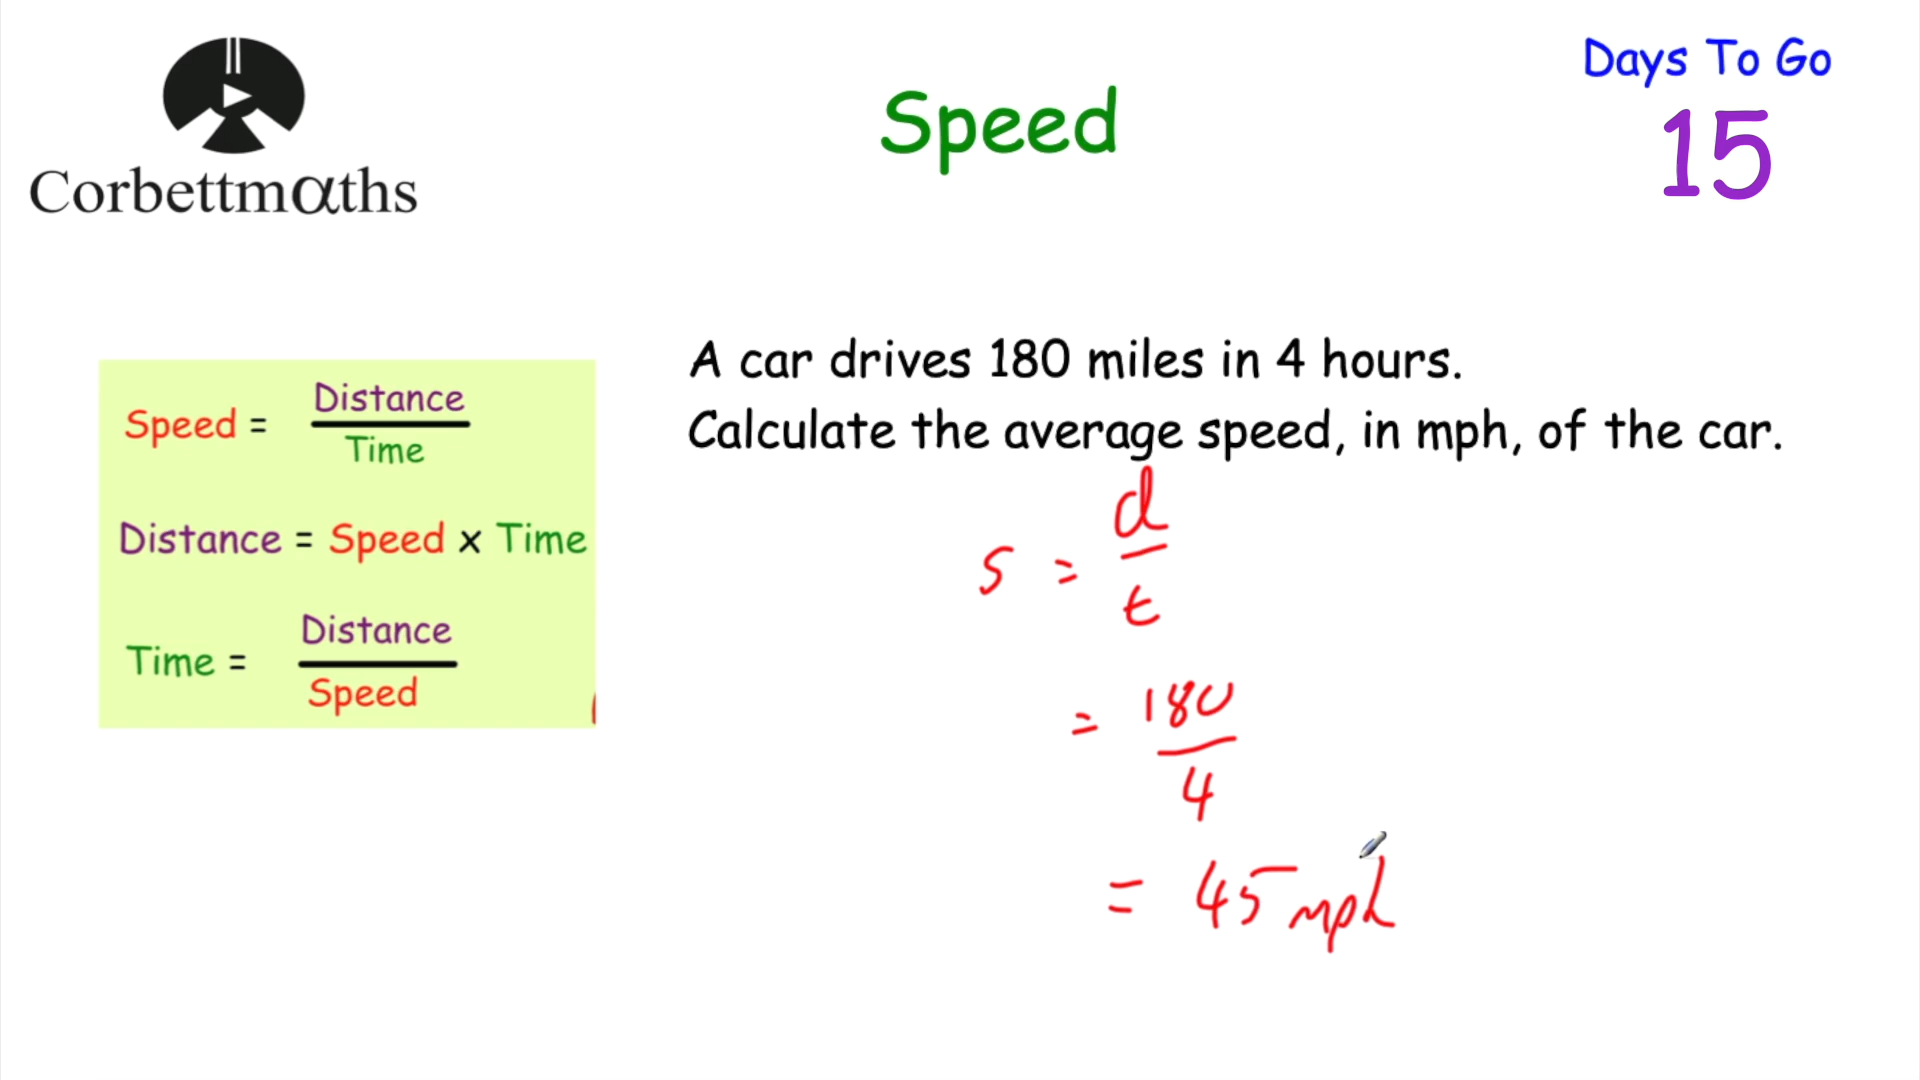 Corbettmαths
Speed
Days To Go
15
Speed = Distance / Time
Distance = Speed x Time
Time = Distance / Speed
A car drives 180 miles in 4 hours.
Calculate the average speed, in mph, of the car.
s = d / t
= 180 / 4
= 45 mph